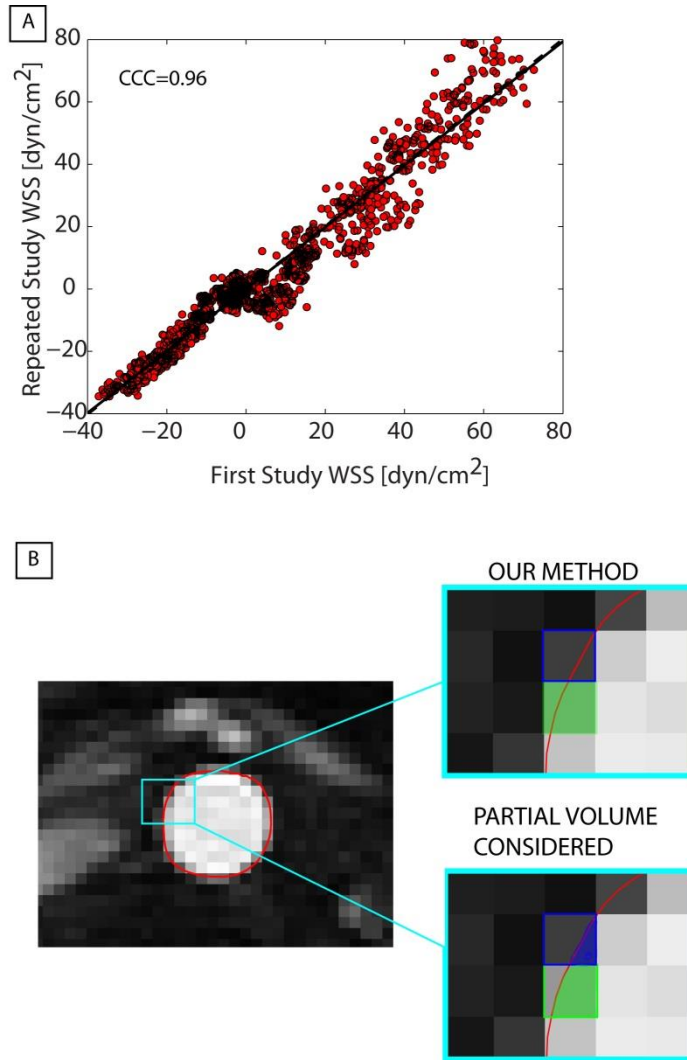 A
80
CCC=0.96
60
40
20
0
−20
−40
−40 −20 0 20 40 60 80
Repeated Study WSS [dyn/cm2]
First Study WSS [dyn/cm2]
B
OUR METHOD
PARTIAL VOLUME
CONSIDERED